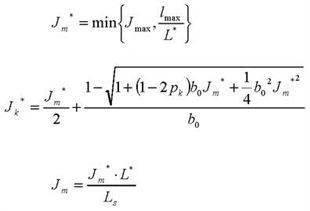 J_m^* = min{J_max, l_max / L^*}
J_k^* = J_m^*/2 + (1 - √(1 + (1 - 2p_k)b_0 J_m^* + 1/4 b_0^2 J_m^{*2})) / b_0
J_m = (J_m^* · L^*) / L_s